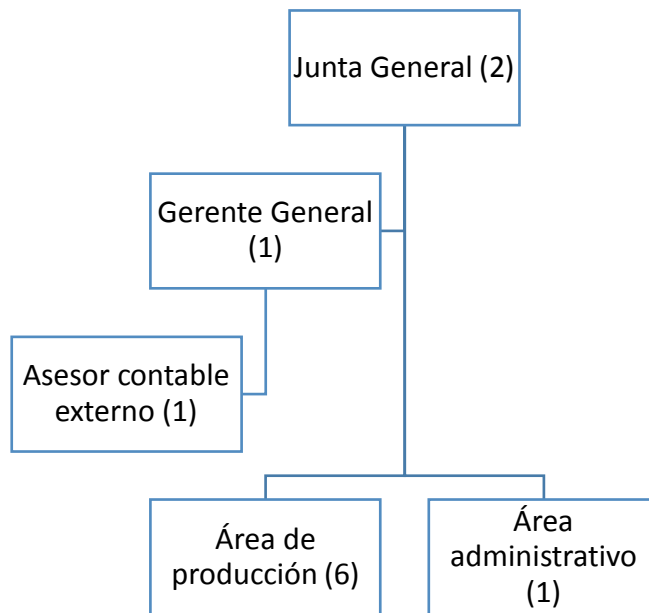 Junta General (2)
Gerente General
(1)
Asesor contable
externo (1)
Área de
producción (6)
Área
administrativo
(1)